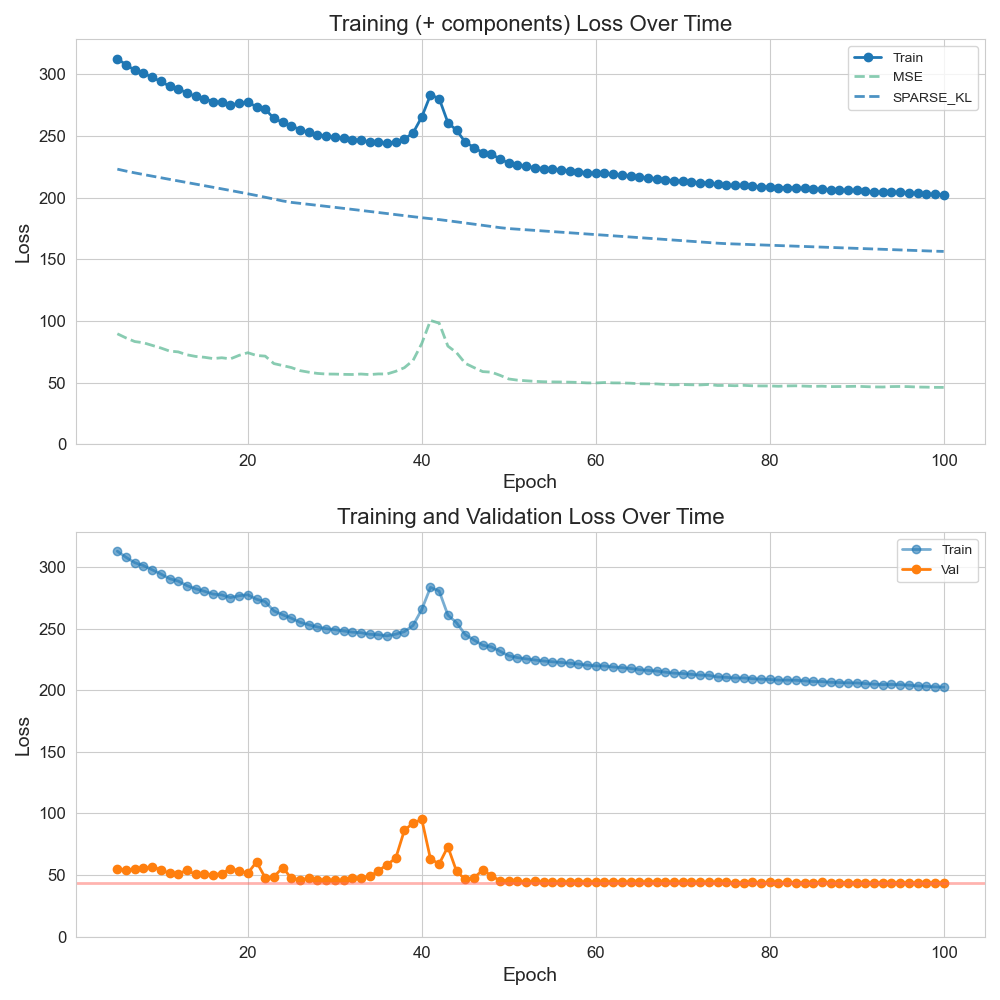 Training (+ components) Loss Over Time
Train
MSE
SPARSE_KL
Loss
300
250
200
150
100
50
0
20 40 60 80 100
Epoch
Training and Validation Loss Over Time
Train
Val
Loss
300
250
200
150
100
50
0
20 40 60 80 100
Epoch